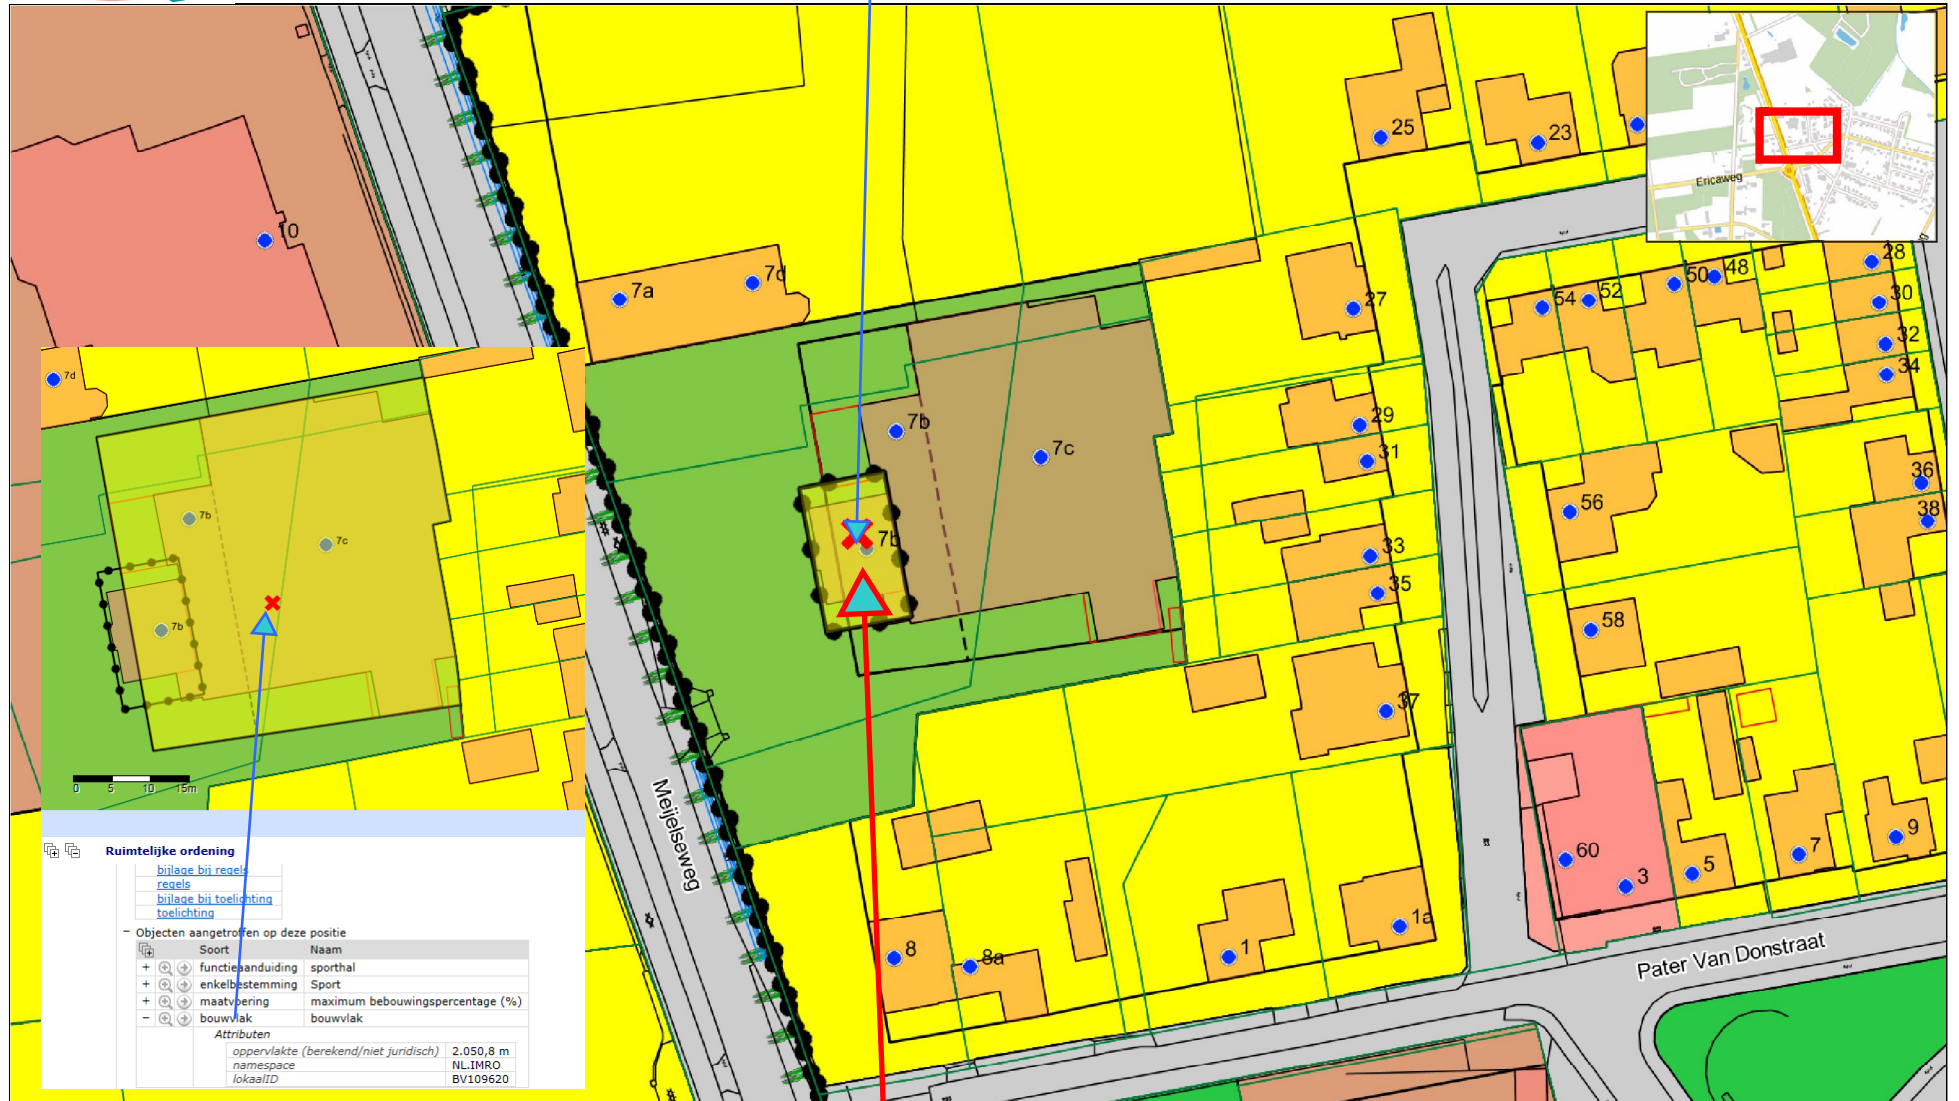 Ericaweg
25
23
10
7a
7d
27
28
50
48
54
52
30
32
34
7d
7b
7c
29
31
56
36
38
7b
7c
7b
33
35
7b
58
37
0 5 10 15m
Meijelseweg
60
3
5
7
9
8
8a
1
1a
Pater Van Donstraat
Ruimtelijke ordening
bijlage bij regels
regels
bijlage bij toelichting
toelichting
Objecten aangetroffen op deze positie
Soort Naam
functieaanduiding sporthal
enkelbestemming Sport
maatvoering maximum bebouwingspercentage (%)
bouwvlak bouwvlak
Attributen
oppervlakte (berekend/niet juridisch) 2.050,8 m
namespace NL.IMRO
lokaalID BV109620